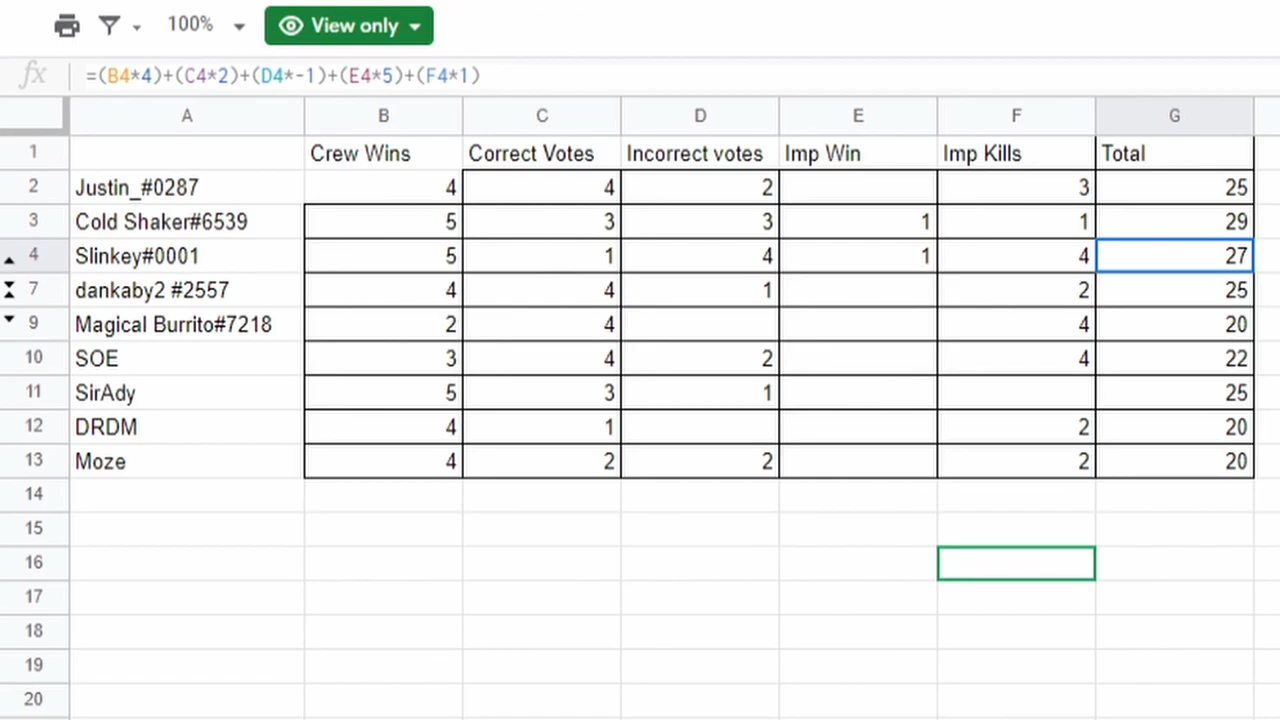 100% View only
fx =(B4*4)+(C4*2)+(D4*-1)+(E4*5)+(F4*1)
A B C D E F G
1 Crew Wins Correct Votes Incorrect votes Imp Win Imp Kills Total
2 Justin_#0287 4 4 2 3 25
3 Cold Shaker#6539 5 3 3 1 1 29
4 Slinkey#0001 5 1 4 1 4 27
7 dankaby2 #2557 4 4 1 2 25
9 Magical Burrito#7218 2 4 4 20
10 SOE 3 4 2 4 22
11 SirAdy 5 3 1 25
12 DRDM 4 1 2 20
13 Moze 4 2 2 2 20
14
15
16
17
18
19
20